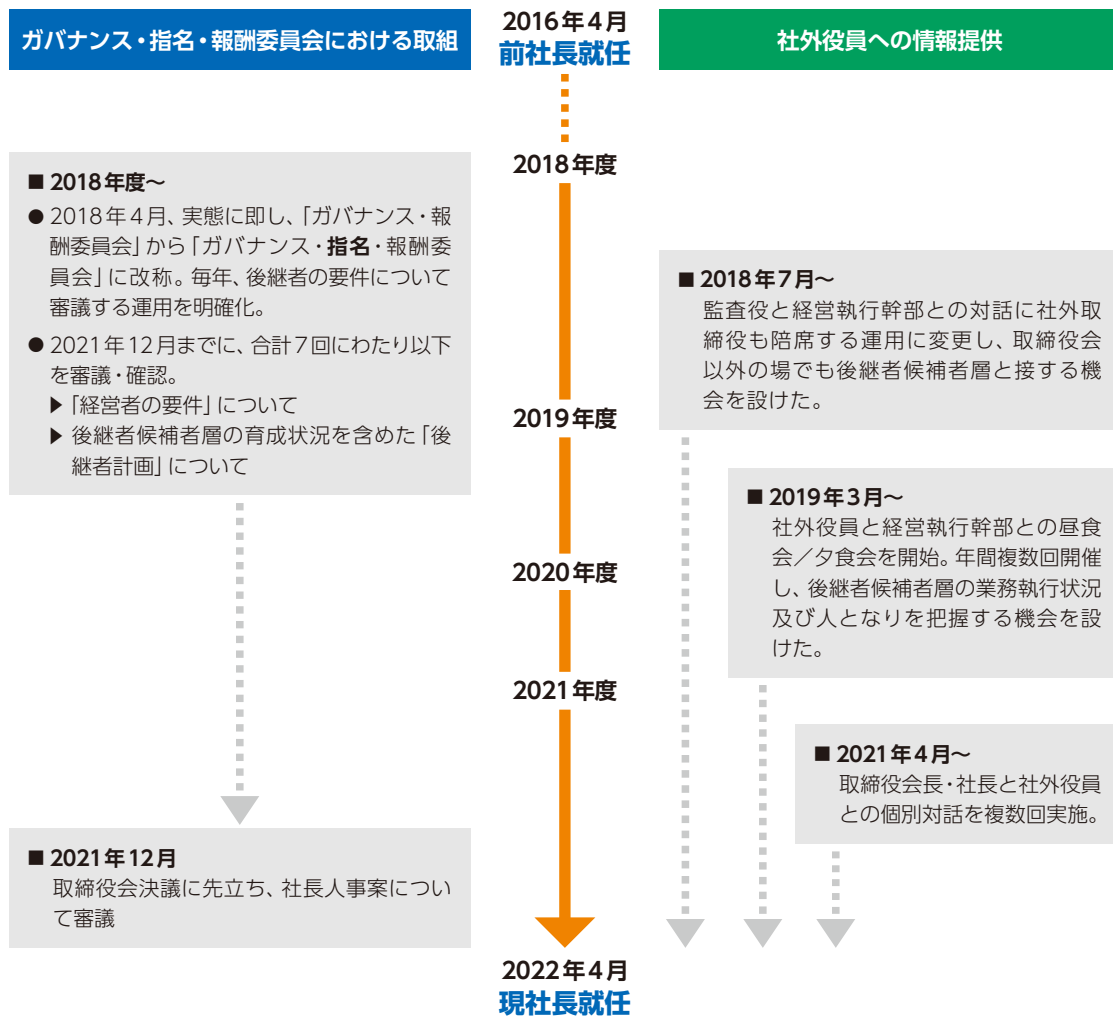 ガバナンス・指名・報酬委員会における取組
2016年4月
前社長就任
社外役員への情報提供
2018年度
■ 2018年度～
● 2018年4月、実態に即し、「ガバナンス・報
酬委員会」から「ガバナンス・指名・報酬委
員会」に改称。毎年、後継者の要件について
審議する運用を明確化。
● 2021年12月までに、合計7回にわたり以下
を審議・確認。
▶「経営者の要件」について
▶ 後継者候補者層の育成状況を含めた「後
継者計画」について
■ 2018年7月～
監査役と経営執行幹部との対話に社外取
締役も陪席する運用に変更し、取締役会
以外の場でも後継者候補者層と接する機
会を設けた。
2019年度
■ 2019年3月～
社外役員と経営執行幹部との昼食
会／夕食会を開始。年間複数回開催
し、後継者候補者層の業務執行状況
及び人となりを把握する機会を設
けた。
2020年度
2021年度
■ 2021年4月～
取締役会長・社長と社外役員
との個別対話を複数回実施。
■ 2021年12月
取締役会決議に先立ち、社長人事案につい
て審議
2022年4月
現社長就任